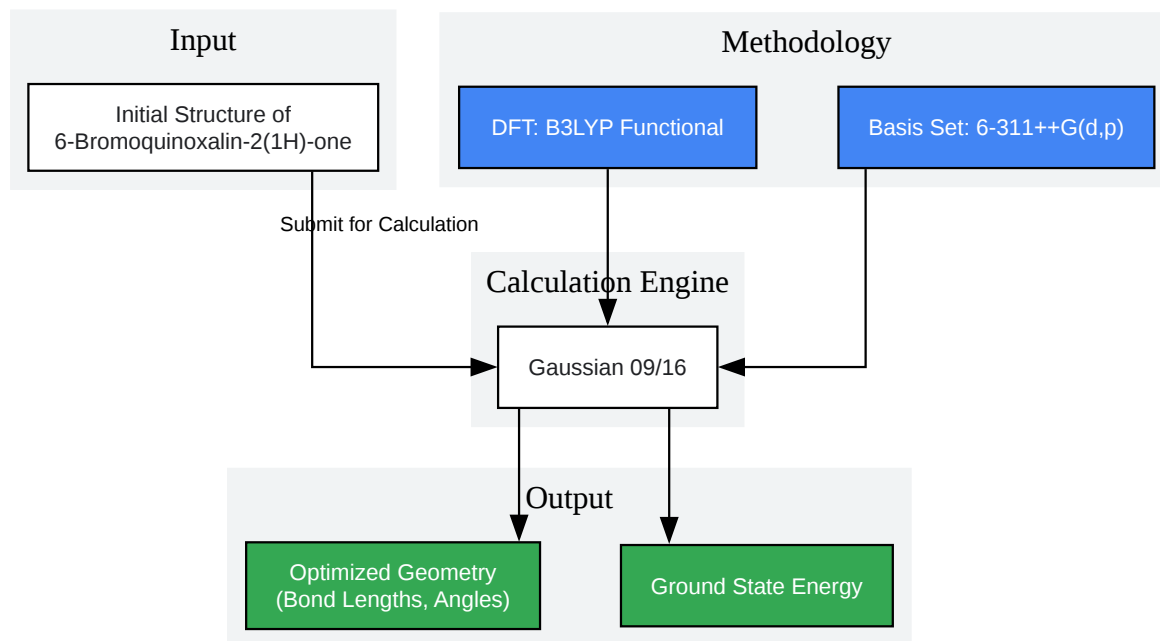 Input
Methodology
Initial Structure of
6-Bromoquinoxalin-2(1H)-one
DFT: B3LYP Functional
Basis Set: 6-311++G(d,p)
Submit for Calculation
Calculation Engine
Gaussian 09/16
Output
Optimized Geometry
(Bond Lengths, Angles)
Ground State Energy